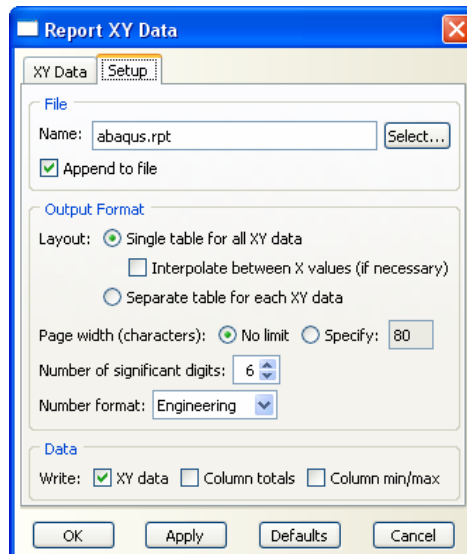 Report XY Data
XY Data Setup
File
Name: abaqus.rpt Select...
Append to file
Output Format
Layout: Single table for all XY data
Interpolate between X values (if necessary)
Separate table for each XY data
Page width (characters): No limit Specify: 80
Number of significant digits: 6
Number format: Engineering
Data
Write: XY data Column totals Column min/max
OK Apply Defaults Cancel